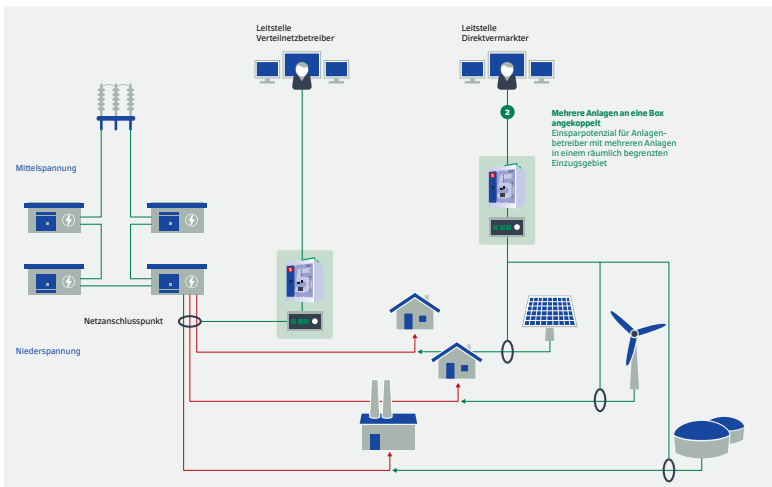 Leitstelle
Verteilnetzbetreiber
Leitstelle
Direktvermarkter
2
Mehrere Anlagen an eine Box
angekoppelt
Einsparpotenzial für Anlagen-
betreiber mit mehreren Anlagen
in einem räumlich begrenzten
Einzugsgebiet
Mittelspannung
Netzanschlusspunkt
Niederspannung